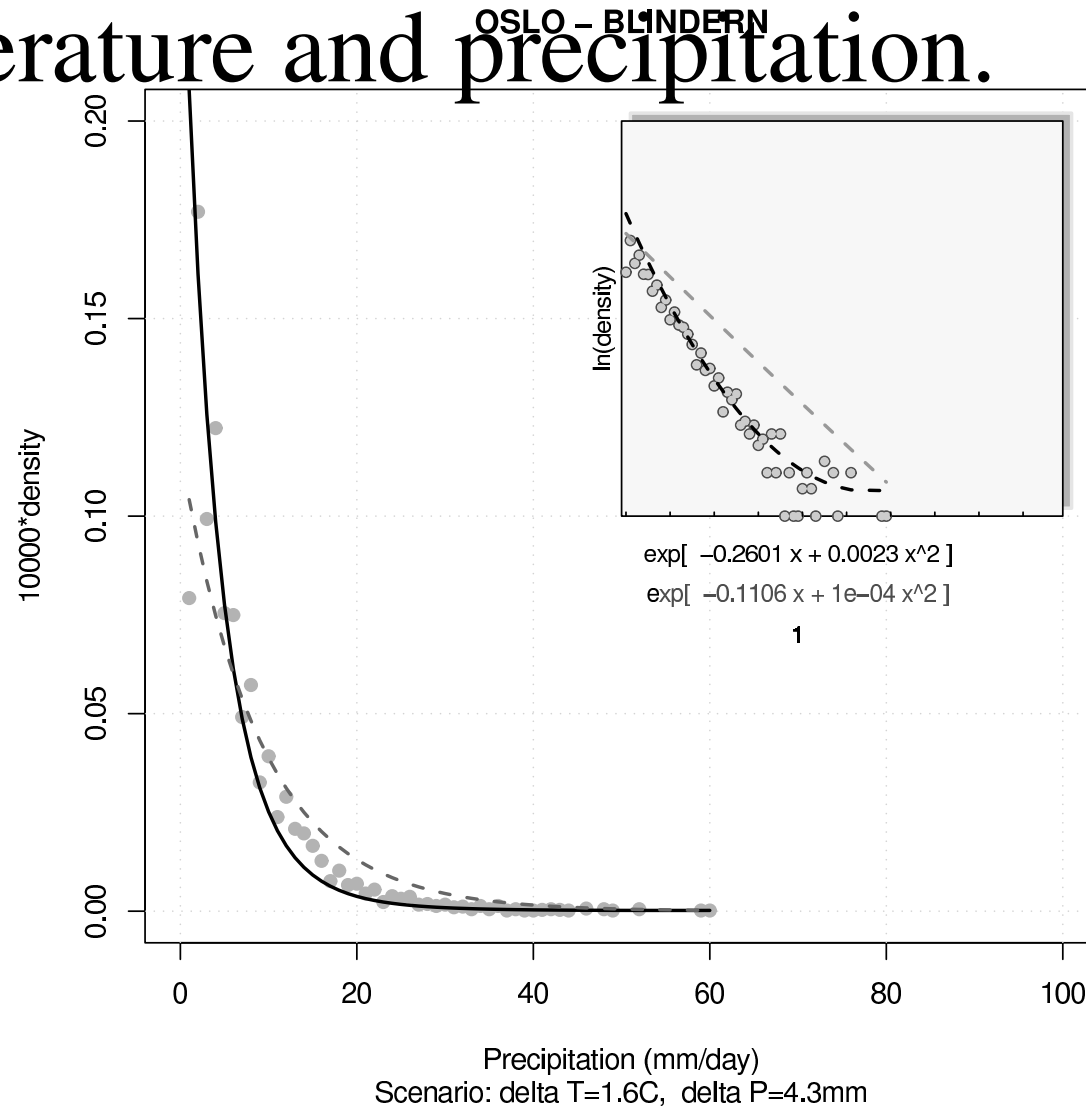 OSLO – BLINDERN
erature and precipitation.
0.20
0.15
0.10
0.05
0.00
10000*density
ln(density)
exp[ −0.2601 x + 0.0023 x^2 ]
exp[ −0.1106 x + 1e−04 x^2 ]
1
0 20 40 60 80 100
Precipitation (mm/day)
Scenario: delta T=1.6C, delta P=4.3mm